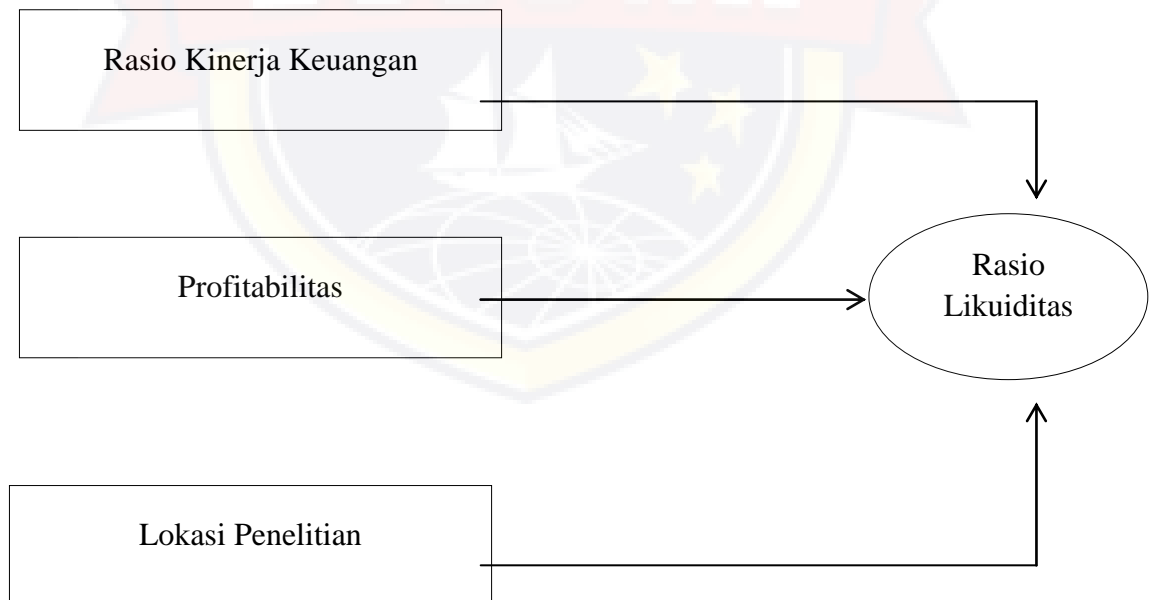 Rasio Kinerja Keuangan
Profitabilitas
Rasio
Likuiditas
Lokasi Penelitian